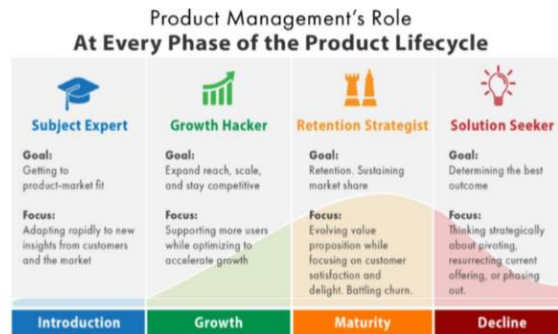 Product Management's Role
At Every Phase of the Product Lifecycle
Subject Expert
Goal:
Getting to
product-market fit
Focus:
Adapting rapidly to new
insights from customers
and the market
Introduction
Growth Hacker
Goal:
Expand reach, scale,
and stay competitive
Focus:
Supporting more users
while optimizing to
accelerate growth
Growth
Retention Strategist
Goal:
Retention. Sustaining
market share
Focus:
Evolving value
proposition while
focusing on customer
satisfaction and
delight. Battling churn.
Maturity
Solution Seeker
Goal:
Determining the best
outcome
Focus:
Thinking strategically
about pivoting,
resurrecting current
offering, or phasing
out.
Decline